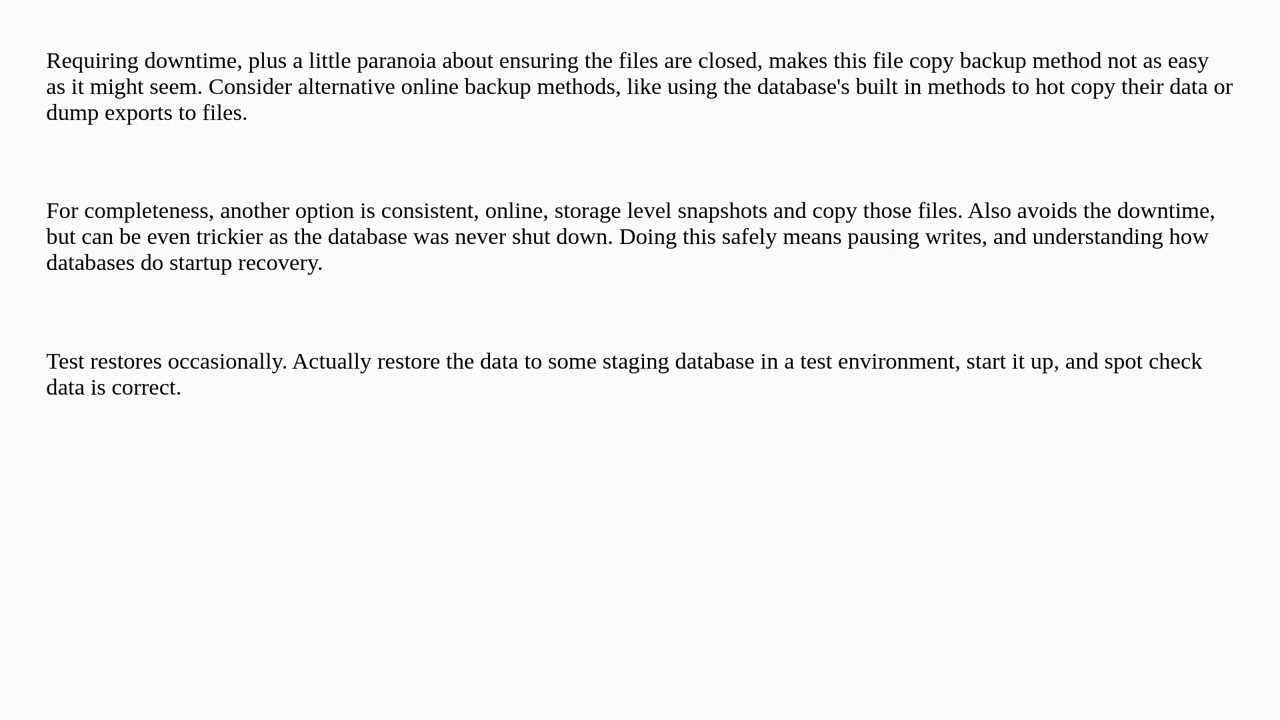 Requiring downtime, plus a little paranoia about ensuring the files are closed, makes this file copy backup method not as easy
as it might seem. Consider alternative online backup methods, like using the database's built in methods to hot copy their data or
dump exports to files.
For completeness, another option is consistent, online, storage level snapshots and copy those files. Also avoids the downtime,
but can be even trickier as the database was never shut down. Doing this safely means pausing writes, and understanding how
databases do startup recovery.
Test restores occasionally. Actually restore the data to some staging database in a test environment, start it up, and spot check
data is correct.